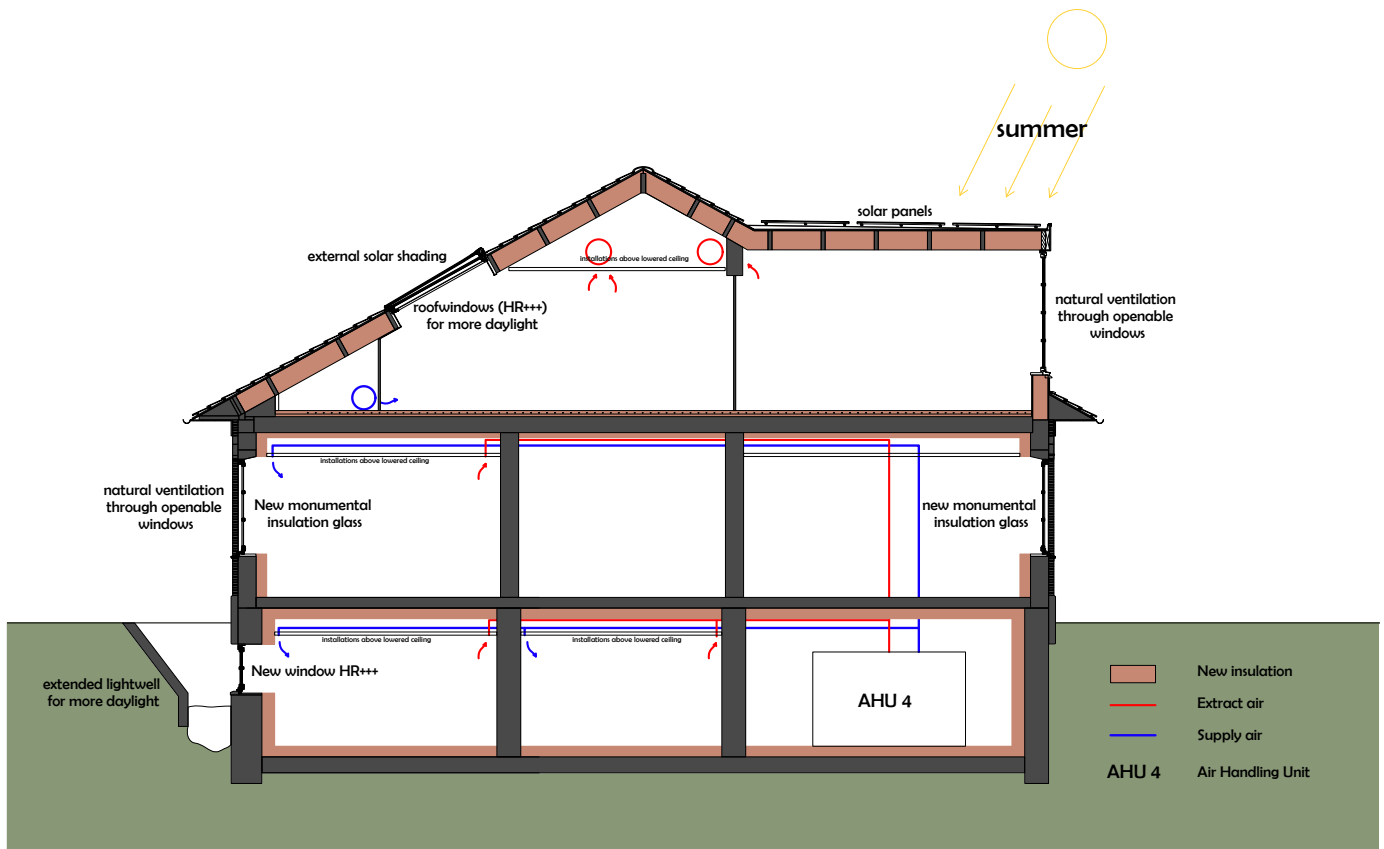 summer
solar panels
external solar shading
installations above lowered ceiling
roofwindows (HR+++)
for more daylight
natural ventilation
through openable
windows
installations above lowered ceiling
natural ventilation
through openable
windows
New monumental
insulation glass
new monumental
insulation glass
installations above lowered ceiling
installations above lowered ceiling
New window HR+++
extended lightwell
for more daylight
AHU 4
New insulation
Extract air
Supply air
AHU 4 Air Handling Unit